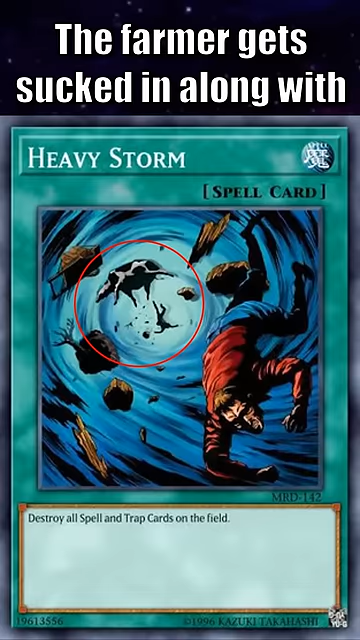 The farmer gets
sucked in along with
HEAVY STORM
魔
[ SPELL CARD ]
MRD-142
Destroy all Spell and Trap Cards on the field.
19613556
©1996 KAZUKI TAKAHASHI